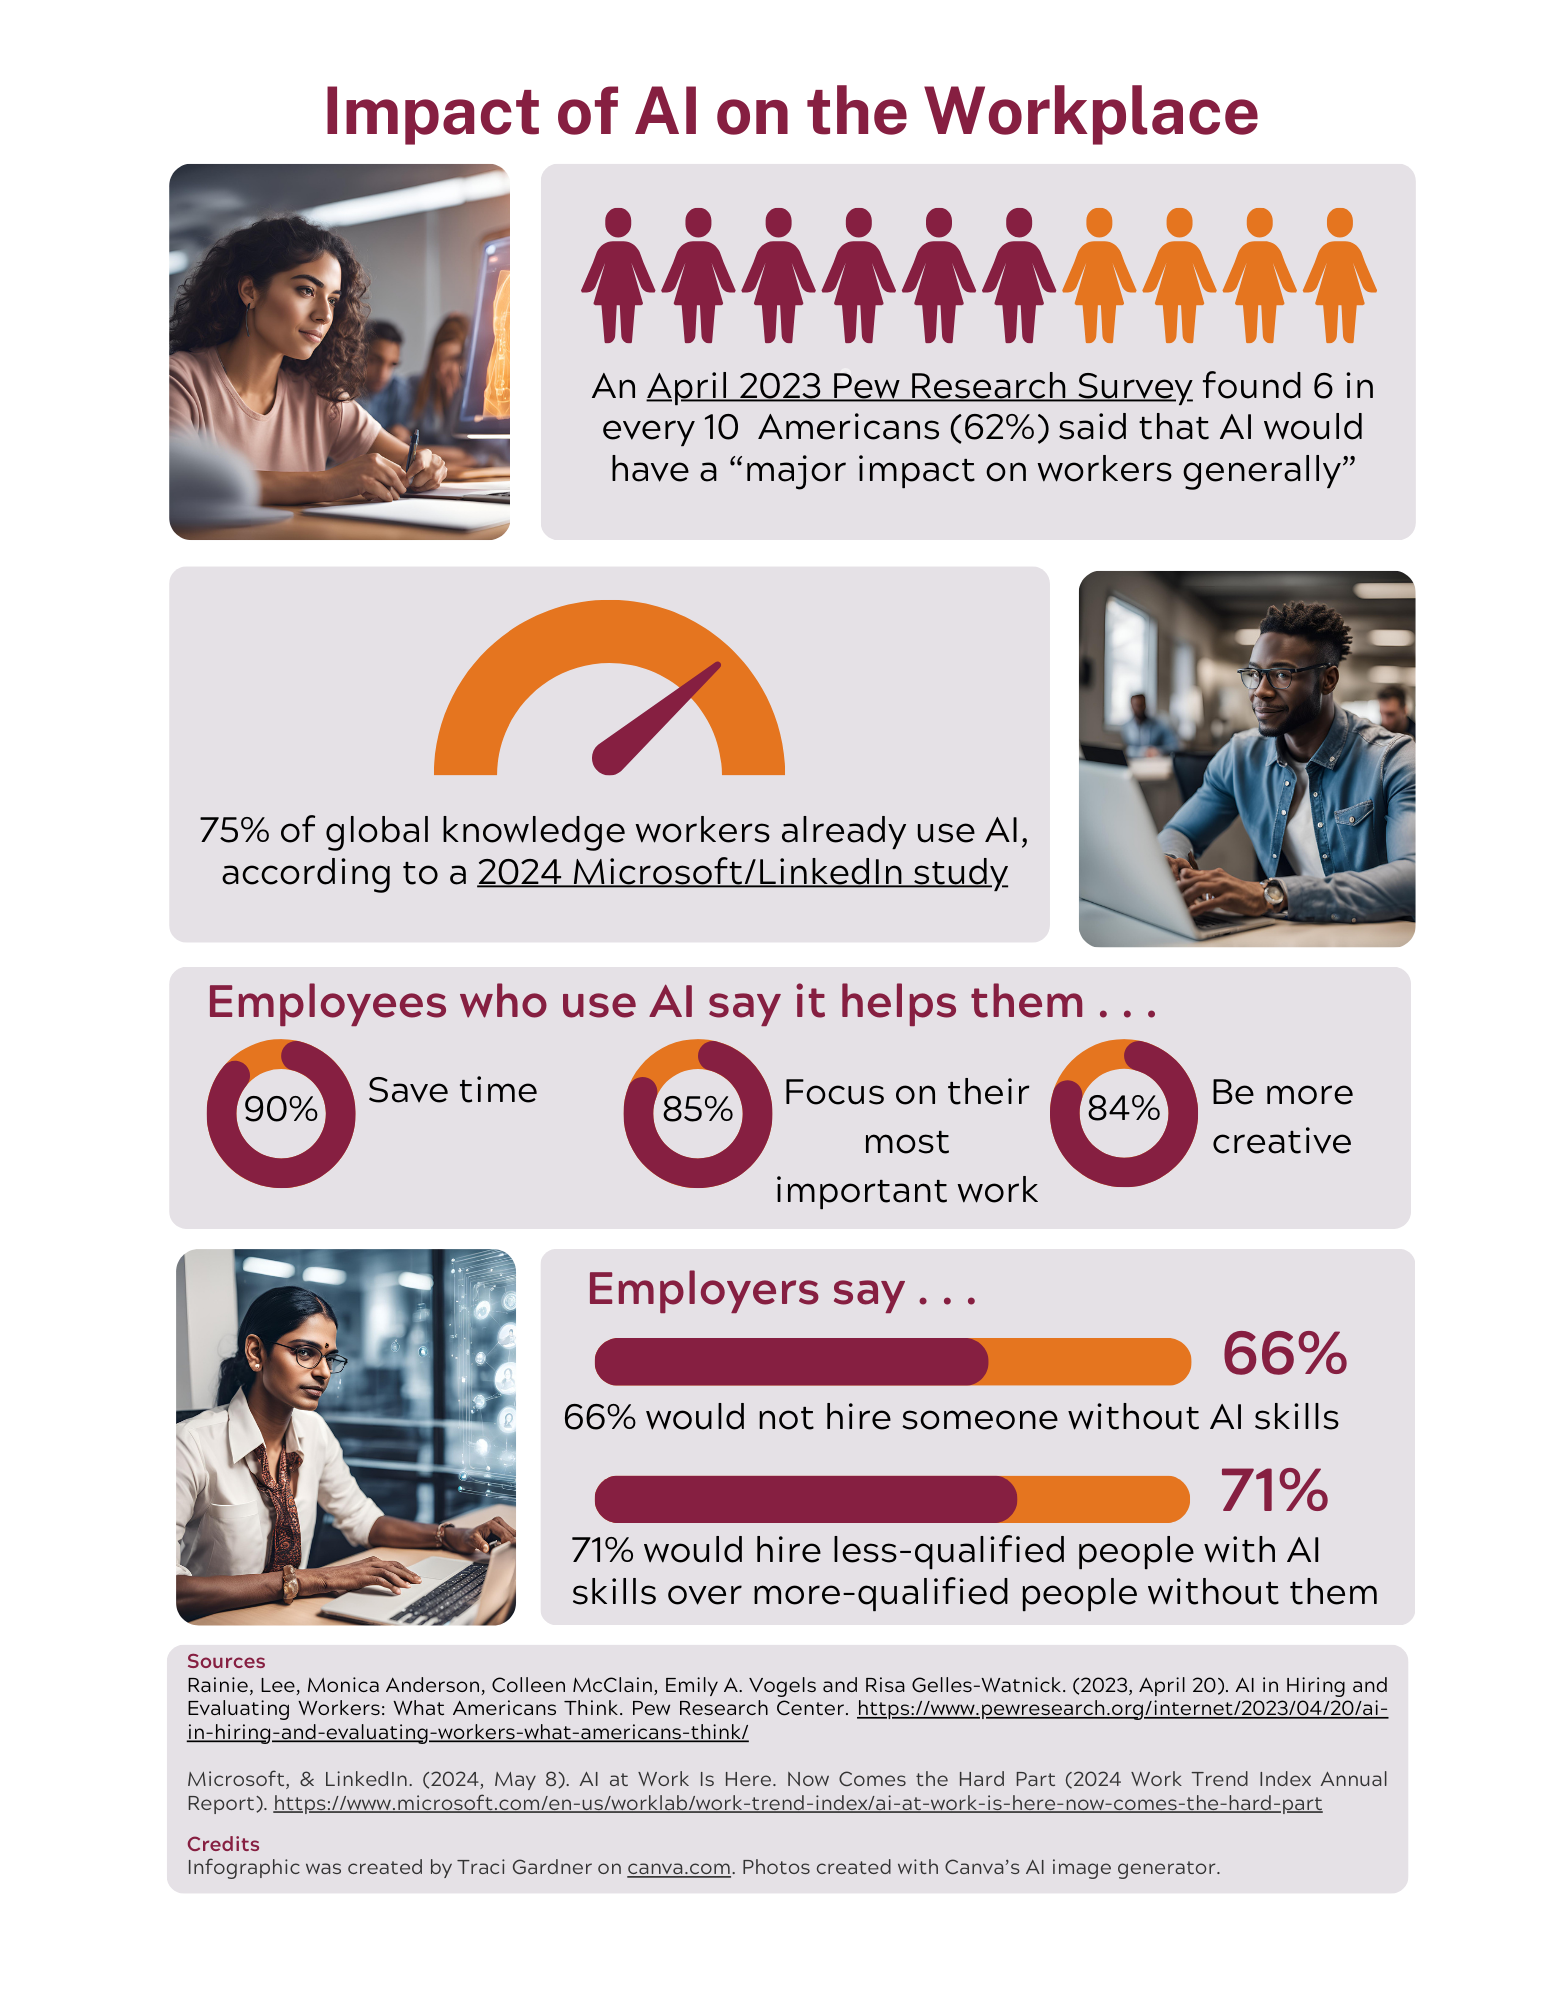 Impact of AI on the Workplace
An April 2023 Pew Research Survey found 6 in
every 10 Americans (62%) said that AI would
have a “major impact on workers generally”
75% of global knowledge workers already use AI,
according to a 2024 Microsoft/LinkedIn study
Employees who use AI say it helps them . . .
90%
Save time
85%
Focus on their
most
important work
84%
Be more
creative
Employers say . . .
66%
66% would not hire someone without AI skills
71%
71% would hire less-qualified people with AI
skills over more-qualified people without them
Sources
Rainie, Lee, Monica Anderson, Colleen McClain, Emily A. Vogels and Risa Gelles-Watnick. (2023, April 20). AI in Hiring and
Evaluating Workers: What Americans Think. Pew Research Center. https://www.pewresearch.org/internet/2023/04/20/ai-
in-hiring-and-evaluating-workers-what-americans-think/
Microsoft, & LinkedIn. (2024, May 8). AI at Work Is Here. Now Comes the Hard Part (2024 Work Trend Index Annual
Report). https://www.microsoft.com/en-us/worklab/work-trend-index/ai-at-work-is-here-now-comes-the-hard-part
Credits
Infographic was created by Traci Gardner on canva.com. Photos created with Canva’s AI image generator.